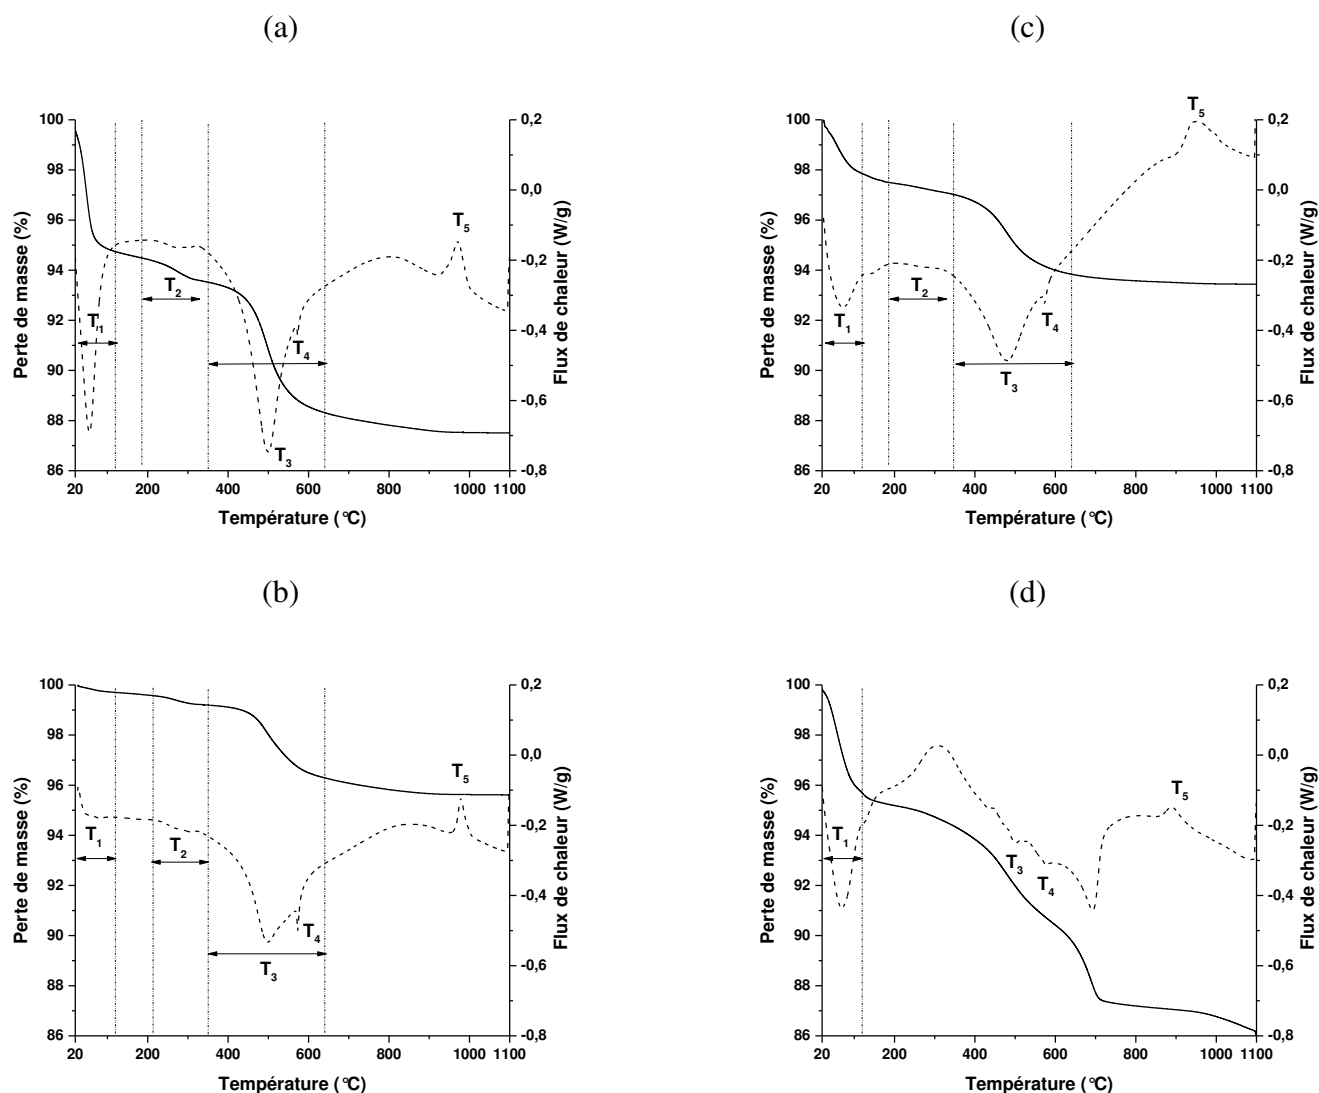 (a)
100
98
96
94
92
90
88
86
Perte de masse (%)
0,2
0,0
-0,2
-0,4
-0,6
-0,8
Flux de chaleur (W/g)
T1
T2
T3
T4
T5
20 200 400 600 800 1000 1100
Température (°C)
(c)
100
98
96
94
92
90
88
86
Perte de masse (%)
0,2
0,0
-0,2
-0,4
-0,6
-0,8
Flux de chaleur (W/g)
T1
T2
T3
T4
T5
20 200 400 600 800 1000 1100
Température (°C)
(b)
100
98
96
94
92
90
88
86
Perte de masse (%)
0,2
0,0
-0,2
-0,4
-0,6
-0,8
Flux de chaleur (W/g)
T1
T2
T3
T4
T5
20 200 400 600 800 1000 1100
Température (°C)
(d)
100
98
96
94
92
90
88
86
Perte de masse (%)
0,2
0,0
-0,2
-0,4
-0,6
-0,8
Flux de chaleur (W/g)
T1
T3
T4
T5
20 200 400 600 800 1000 1100
Température (°C)